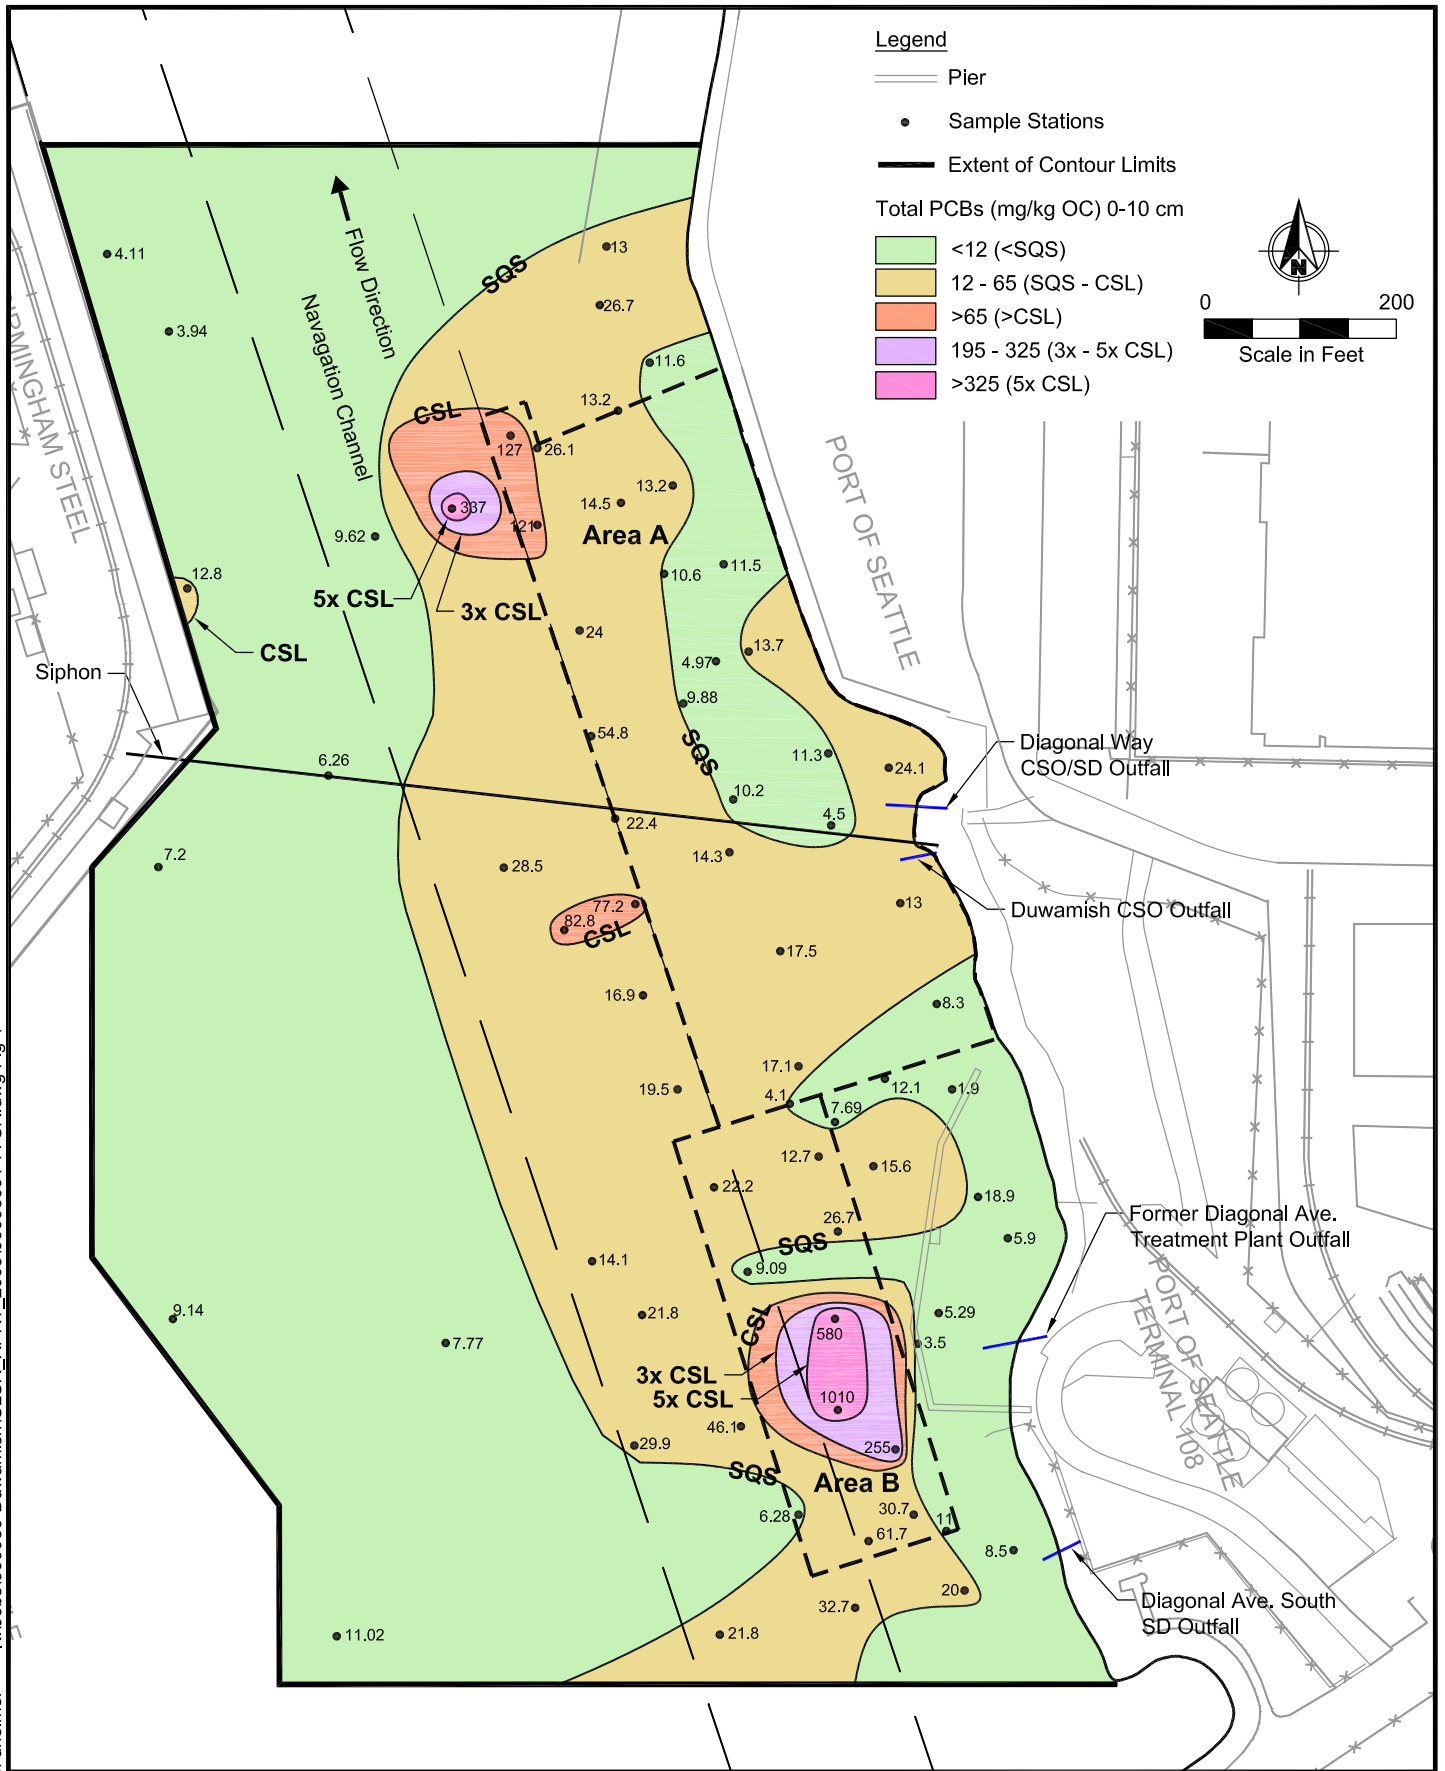 Legend
Pier
Sample Stations
Extent of Contour Limits
Total PCBs (mg/kg OC) 0-10 cm
<12 (<SQS)
12 - 65 (SQS - CSL)
>65 (>CSL)
195 - 325 (3x - 5x CSL)
>325 (5x CSL)
N
0 200
Scale in Feet
Flow Direction
Navagation Channel
PORT OF SEATTLE
SQS
13
4.11
26.7
3.94
11.6
13.2
CSL
127
26.1
13.2
337
14.5
121
Area A
9.62
11.5
10.6
12.8
5x CSL
3x CSL
24
CSL
13.7
4.97
Siphon
9.88
54.8
SQS
11.3
Diagonal Way
CSO/SD Outfall
24.1
6.26
10.2
22.4
4.5
14.3
7.2
28.5
77.2
13
Duwamish CSO Outfall
82.8
CSL
17.5
16.9
8.3
17.1
19.5
12.1
1.9
4.1
7.69
12.7
15.6
22.2
18.9
Former Diagonal Ave.
Treatment Plant Outfall
26.7
5.9
SQS
14.1
9.09
PORT OF SEATTLE
TERMINAL 108
9.14
21.8
CSL
580
5.29
7.77
3.5
3x CSL
5x CSL
1010
46.1
29.9
255
SQS
Area B
6.28
30.7
11
61.7
8.5
20
32.7
Diagonal Ave. South
SD Outfall
21.8
11.02